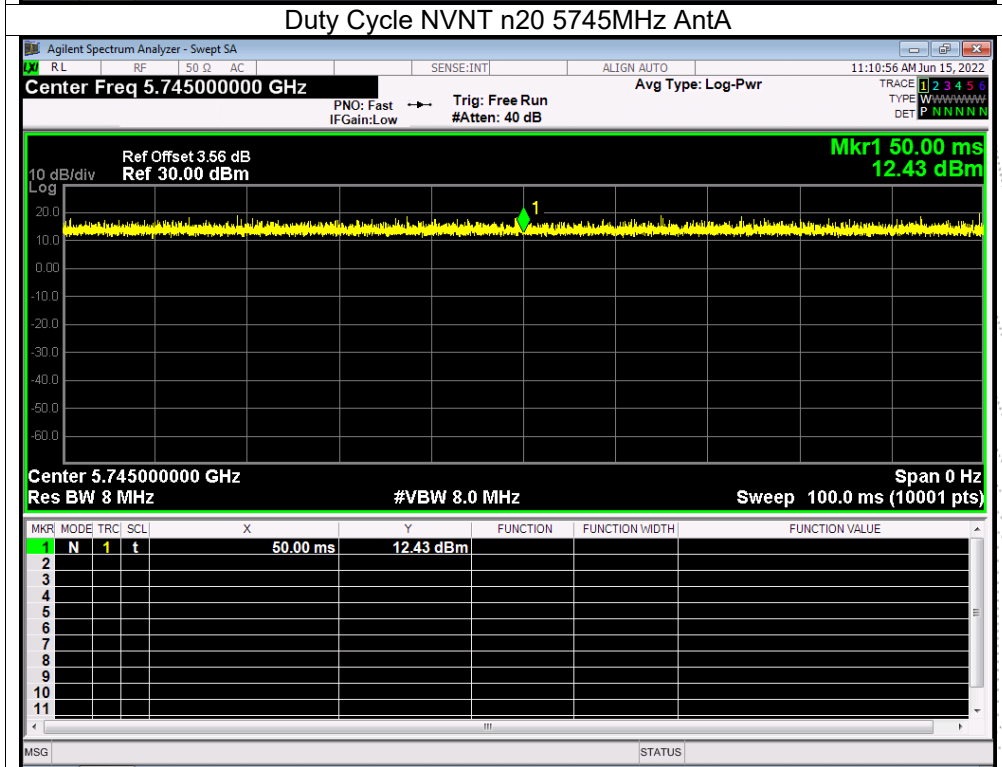 Duty Cycle NVNT n20 5745MHz AntA
Agilent Spectrum Analyzer - Swept SA
LXI RL RF 50 Ω AC SENSE:INT ALIGN AUTO 11:10:56 AM Jun 15, 2022
Center Freq 5.745000000 GHz Avg Type: Log-Pwr TRACE 1 2 3 4 5 6
PNO: Fast Trig: Free Run TYPE WWWWWW
IFGain:Low #Atten: 40 dB DET P N N N N N
Mkr1 50.00 ms
Ref Offset 3.56 dB
10 dB/div Ref 30.00 dBm 12.43 dBm
Log
20.0
1
10.0
0.00
-10.0
-20.0
-30.0
-40.0
-50.0
-60.0
Center 5.745000000 GHz Span 0 Hz
Res BW 8 MHz #VBW 8.0 MHz Sweep 100.0 ms (10001 pts)
MKR MODE TRC SCL X Y FUNCTION FUNCTION WIDTH FUNCTION VALUE
1 N 1 t 50.00 ms 12.43 dBm
2
3
4
5
6
7
8
9
10
11
MSG STATUS